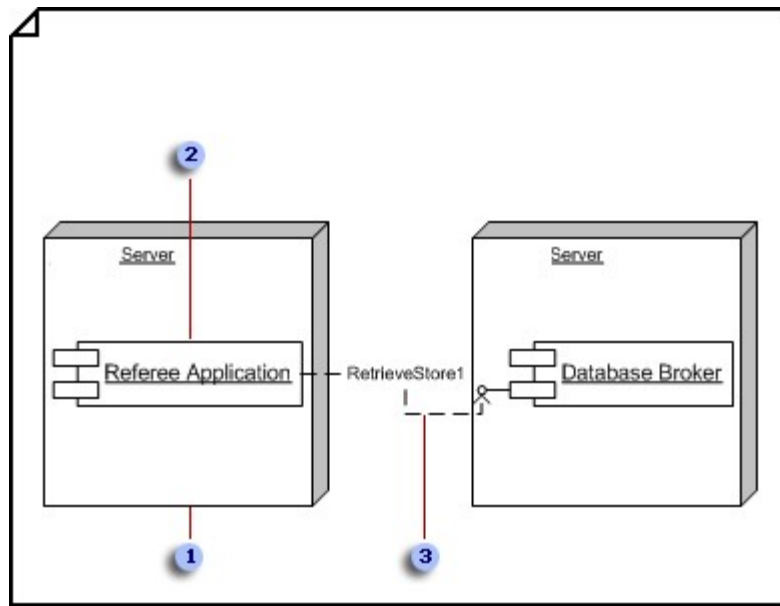 2
Server
Server
Referee Application
RetrieveStore1
Database Broker
1
3